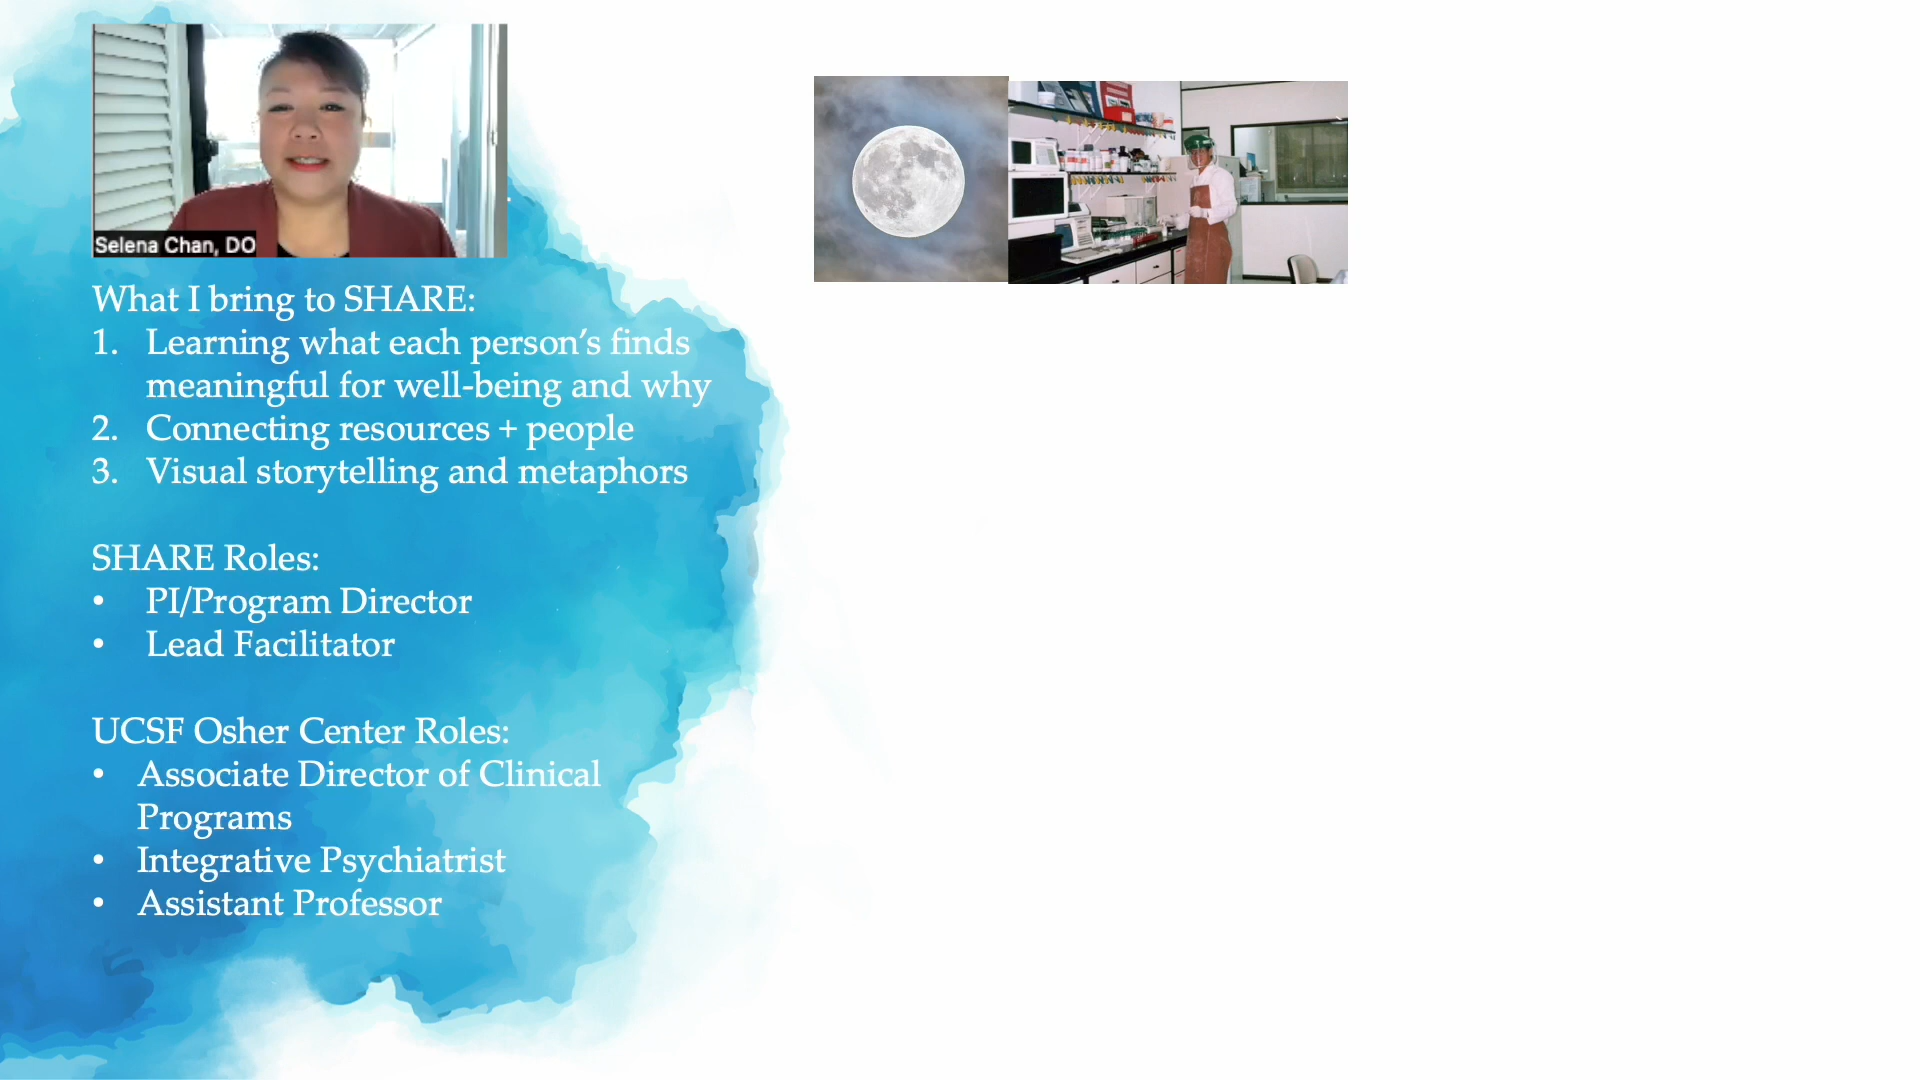 Selena Chan, DO
What I bring to SHARE:
1. Learning what each person’s finds
meaningful for well-being and why
2. Connecting resources + people
3. Visual storytelling and metaphors
SHARE Roles:
• PI/Program Director
• Lead Facilitator
UCSF Osher Center Roles:
• Associate Director of Clinical
Programs
• Integrative Psychiatrist
• Assistant Professor